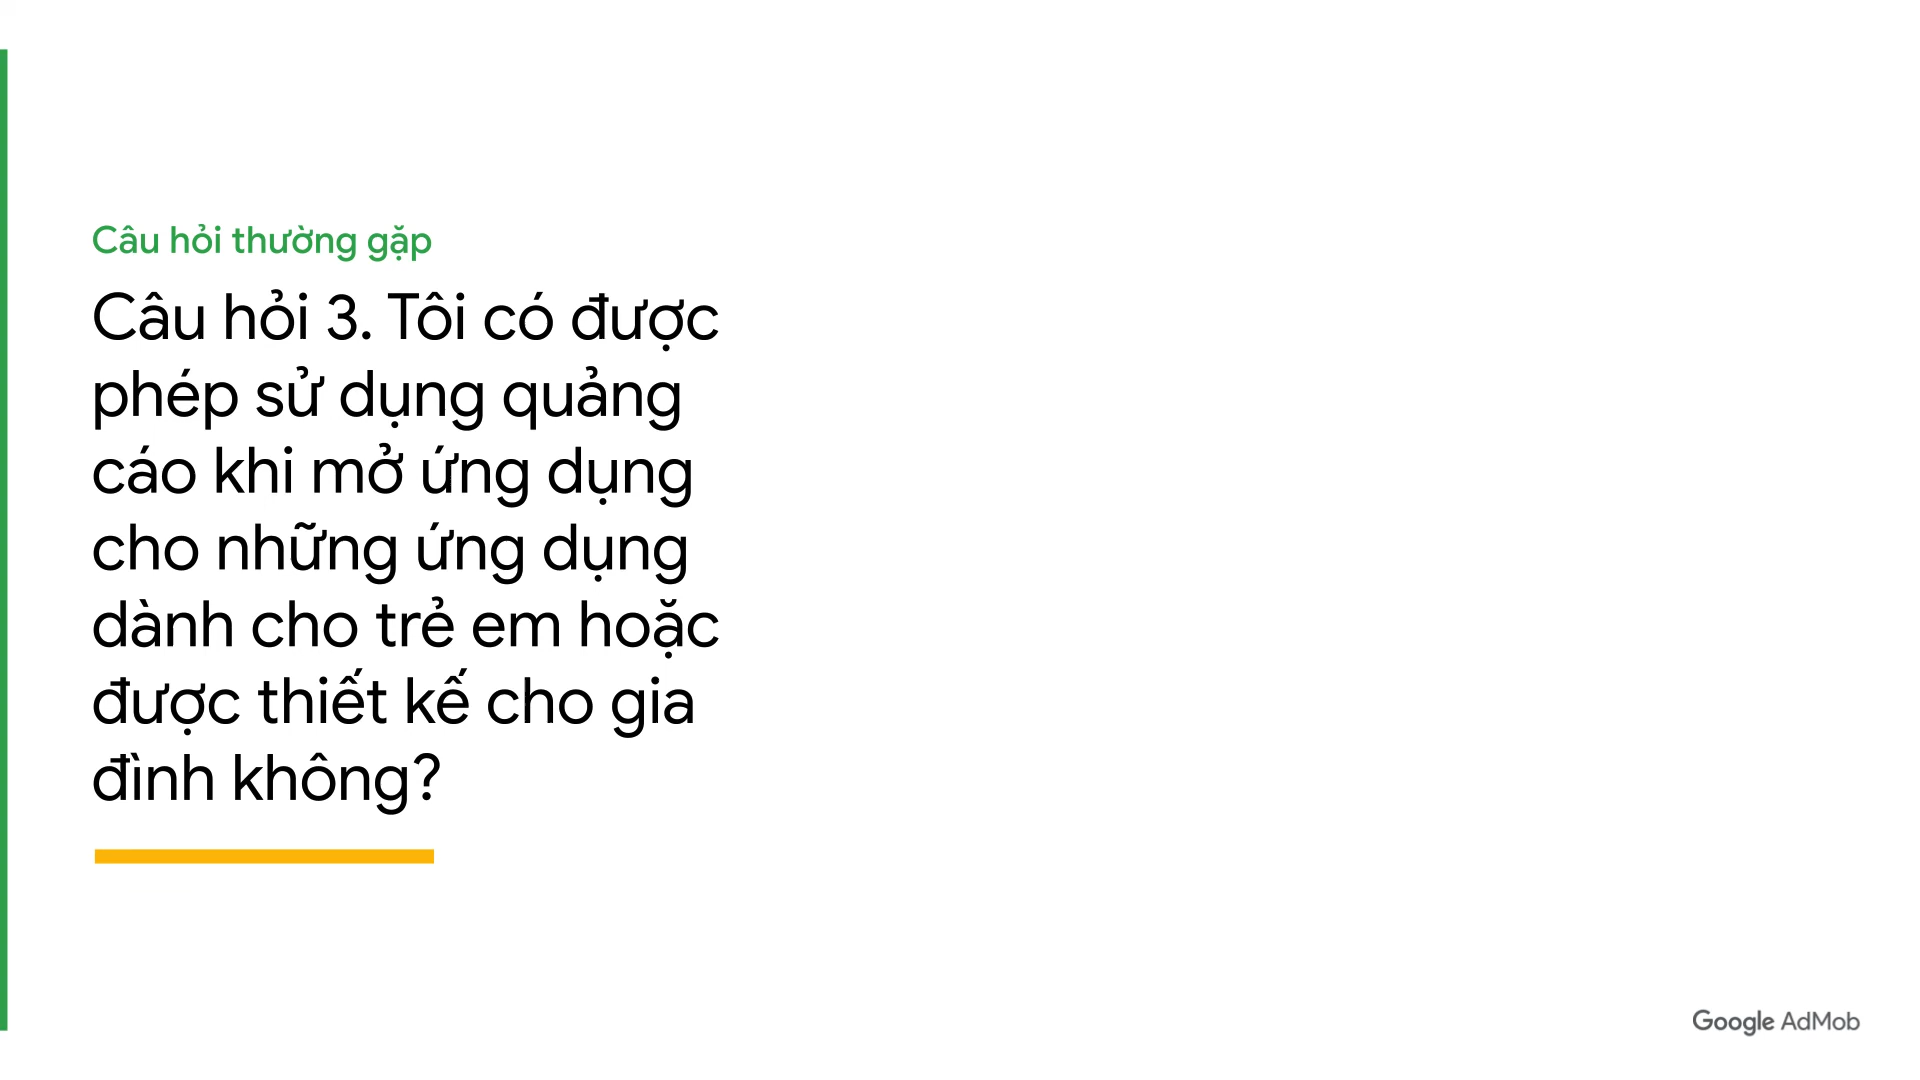 Câu hỏi thường gặp
Câu hỏi 3. Tôi có được
phép sử dụng quảng
cáo khi mở ứng dụng
cho những ứng dụng
dành cho trẻ em hoặc
được thiết kế cho gia
đình không?
Google AdMob